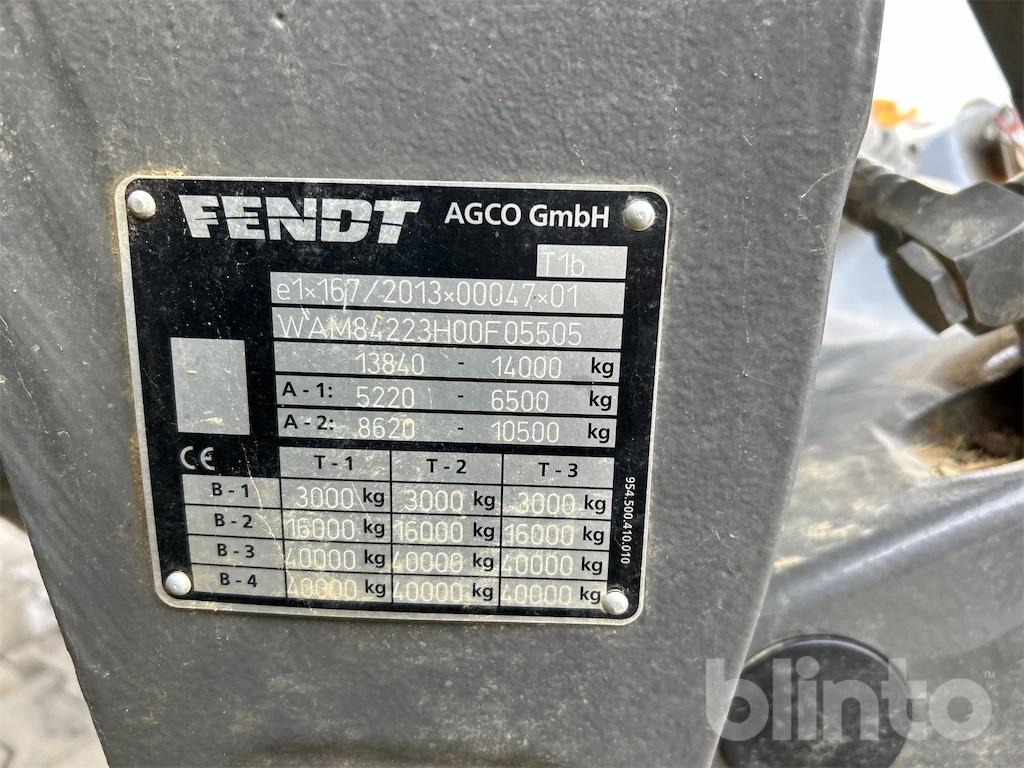 FENDT AGCO GmbH
T1b
e1×167/2013×00047×01
WAM84223H00F05505
13840 - 14000 kg
A - 1: 5220 - 6500 kg
A - 2: 8620 - 10500 kg
CE T - 1 T - 2 T - 3
B - 1 3000 kg 3000 kg 3000 kg
B - 2 16000 kg 16000 kg 16000 kg
B - 3 40000 kg 40000 kg 40000 kg
B - 4 40000 kg 40000 kg 40000 kg
954.500.410.010
blinto™